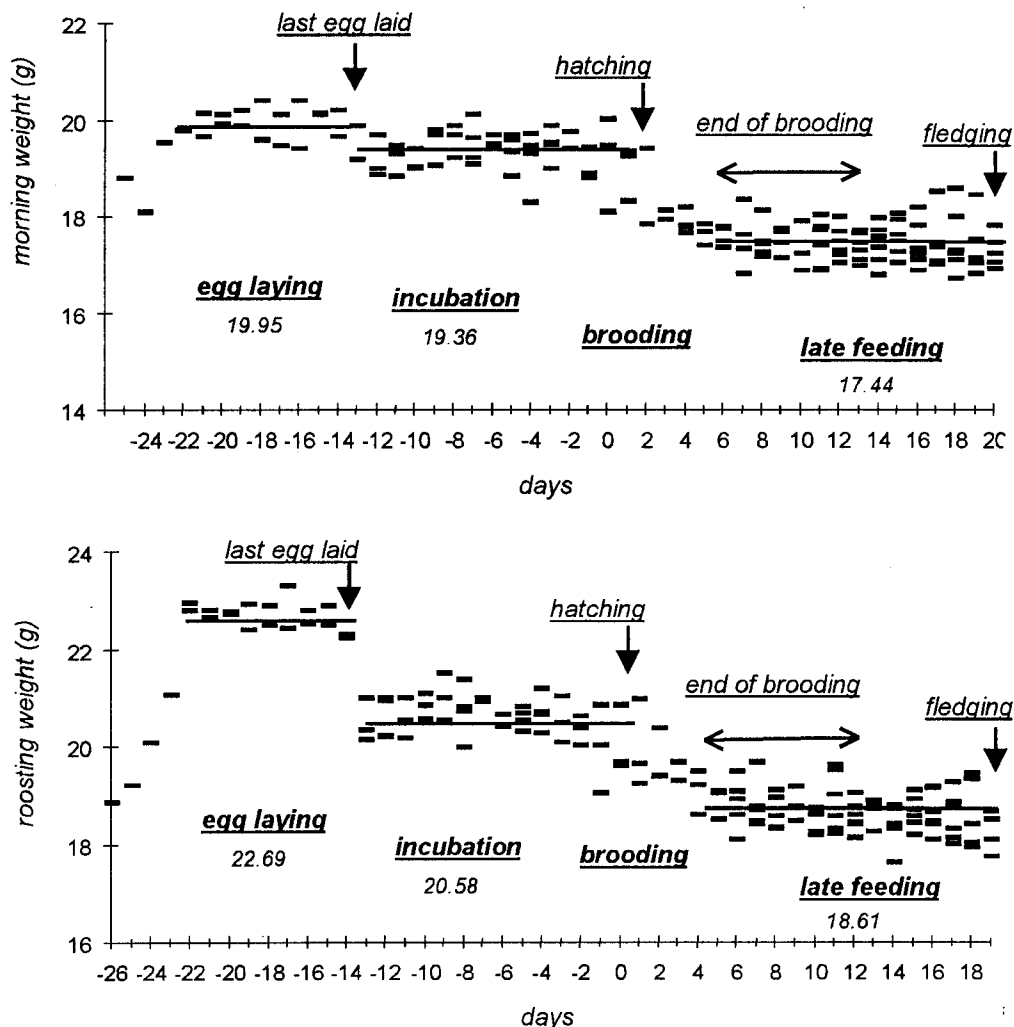 22
20
18
16
14
morning weight (g)
last egg laid
hatching
end of brooding
fledging
egg laying
19.95
incubation
19.36
brooding
late feeding
17.44
-24 -22 -20 -18 -16 -14 -12 -10 -8 -6 -4 -2 0 2 4 6 8 10 12 14 16 18 20
days
24
22
20
18
16
roosting weight (g)
last egg laid
hatching
end of brooding
fledging
egg laying
22.69
incubation
20.58
brooding
late feeding
18.61
-26 -24 -22 -20 -18 -16 -14 -12 -10 -8 -6 -4 -2 0 2 4 6 8 10 12 14 16 18
days